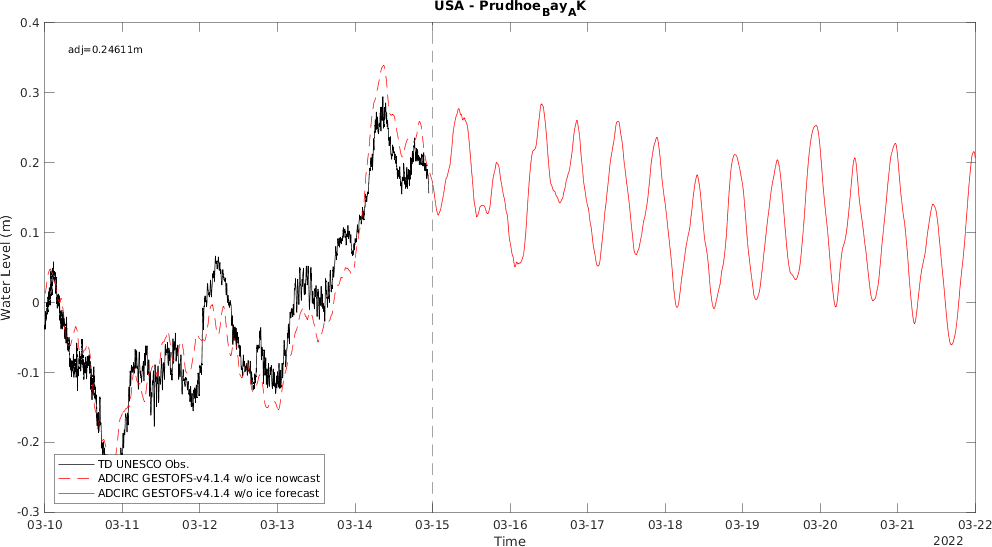 USA - PrudhoeBayAK
adj=0.24611m
Water Level (m)
0.4
0.3
0.2
0.1
0
-0.1
-0.2
-0.3
TD UNESCO Obs.
ADCIRC GESTOFS-v4.1.4 w/o ice nowcast
ADCIRC GESTOFS-v4.1.4 w/o ice forecast
03-10 03-11 03-12 03-13 03-14 03-15 03-16 03-17 03-18 03-19 03-20 03-21 03-22
Time
2022